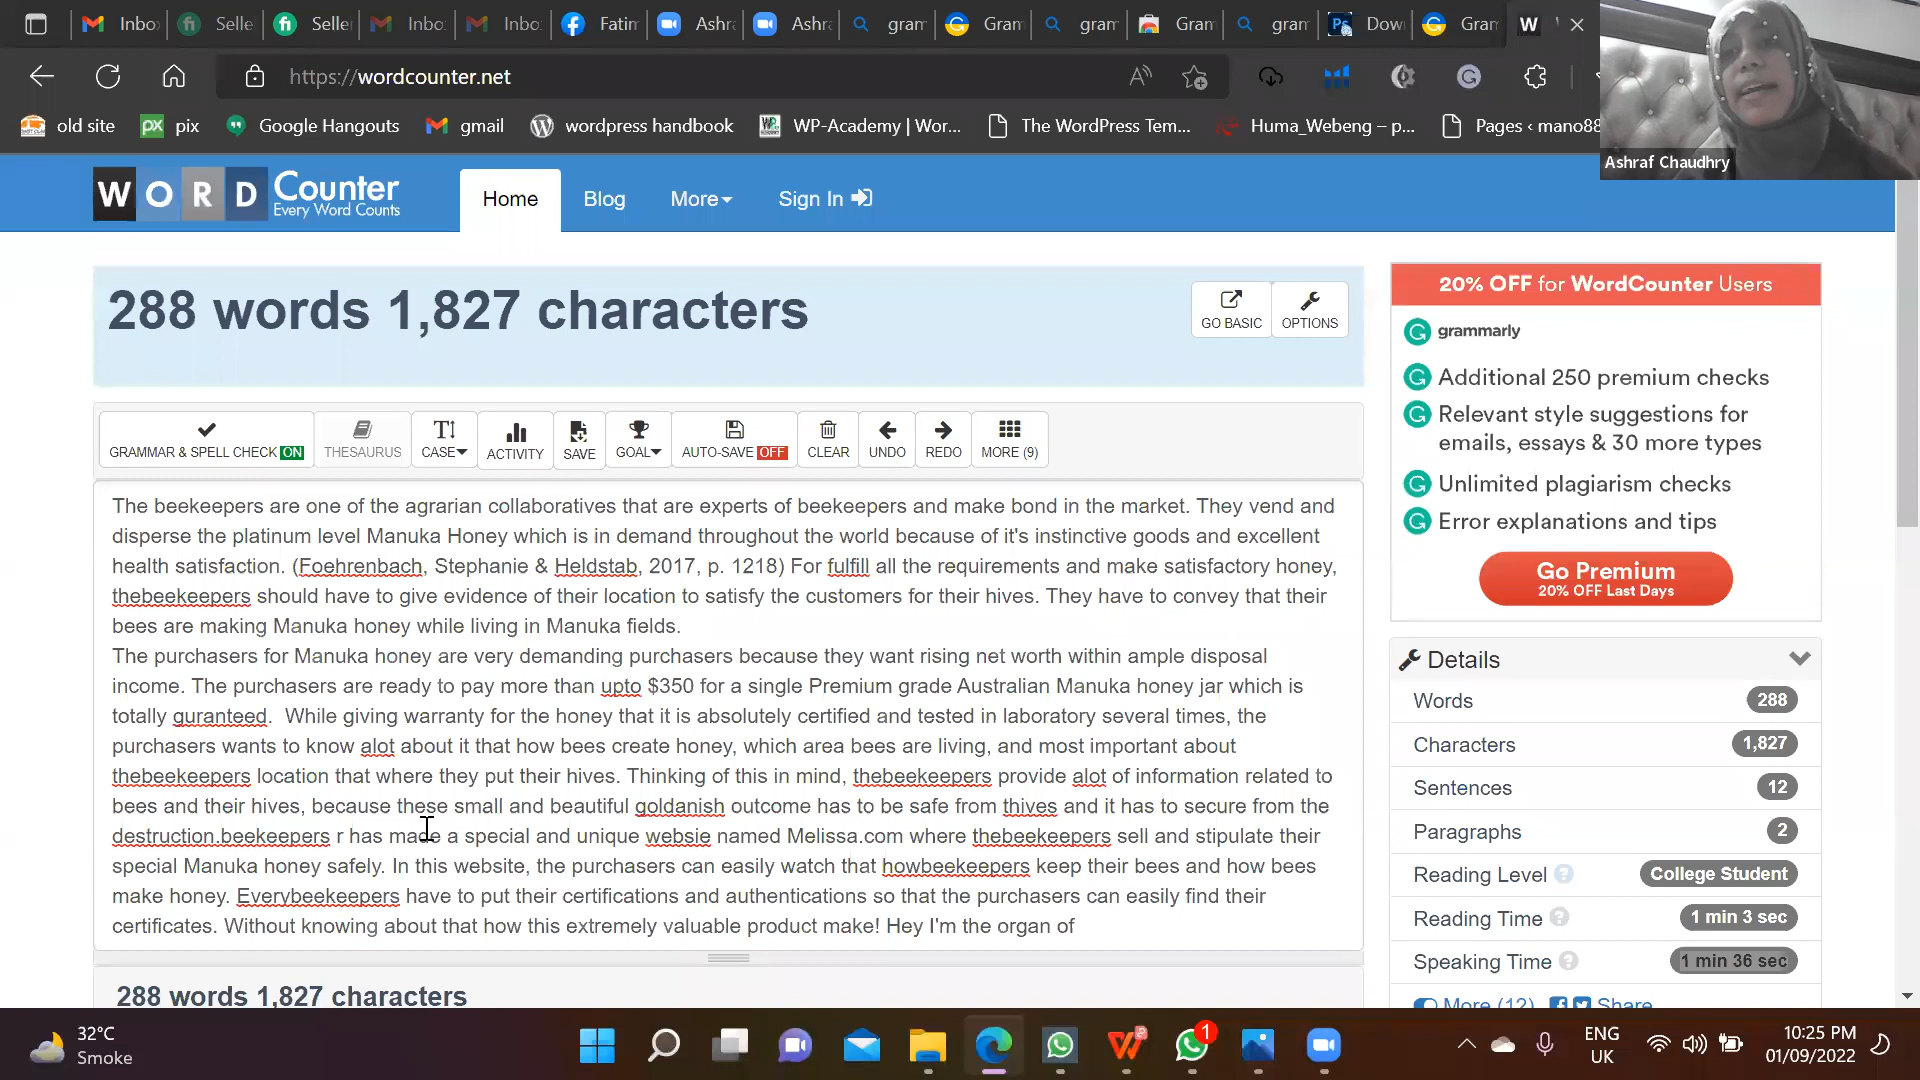 Inbo
Selle
Selle
Inbo
Inbo
Fatim
Ashra
Ashra
gram
Gram
gram
Gram
gram
Ps
Dow
Gram
W
https://wordcounter.net
old site
px pix
Google Hangouts
gmail
wordpress handbook
WP-Academy | Wor...
The WordPress Tem...
Huma_Webeng – p...
Pages ‹ mano88
Ashraf Chaudhry
WORD Counter
Every Word Counts
Home
Blog
More
Sign In
288 words 1,827 characters
GO BASIC
OPTIONS
GRAMMAR & SPELL CHECK ON
THESAURUS
CASE
ACTIVITY
SAVE
GOAL
AUTO-SAVE OFF
CLEAR
UNDO
REDO
MORE (9)
The beekeepers are one of the agrarian collaboratives that are experts of beekeepers and make bond in the market. They vend and
disperse the platinum level Manuka Honey which is in demand throughout the world because of it's instinctive goods and excellent
health satisfaction. (Foehrenbach, Stephanie & Heldstab, 2017, p. 1218) For fulfill all the requirements and make satisfactory honey,
thebeekeepers should have to give evidence of their location to satisfy the customers for their hives. They have to convey that their
bees are making Manuka honey while living in Manuka fields.
The purchasers for Manuka honey are very demanding purchasers because they want rising net worth within ample disposal
income. The purchasers are ready to pay more than upto $350 for a single Premium grade Australian Manuka honey jar which is
totally guranteed.  While giving warranty for the honey that it is absolutely certified and tested in laboratory several times, the
purchasers wants to know alot about it that how bees create honey, which area bees are living, and most important about
thebeekeepers location that where they put their hives. Thinking of this in mind, thebeekeepers provide alot of information related to
bees and their hives, because these small and beautiful goldanish outcome has to be safe from thives and it has to secure from the
destruction.beekeepers r has made a special and unique websie named Melissa.com where thebeekeepers sell and stipulate their
special Manuka honey safely. In this website, the purchasers can easily watch that howbeekeepers keep their bees and how bees
make honey. Everybeekeepers have to put their certifications and authentications so that the purchasers can easily find their
certificates. Without knowing about that how this extremely valuable product make! Hey I'm the organ of
288 words 1,827 characters
20% OFF for WordCounter Users
grammarly
Additional 250 premium checks
Relevant style suggestions for
emails, essays & 30 more types
Unlimited plagiarism checks
Error explanations and tips
Go Premium
20% OFF Last Days
Details
Words 288
Characters 1,827
Sentences 12
Paragraphs 2
Reading Level College Student
Reading Time 1 min 3 sec
Speaking Time 1 min 36 sec
More (12) Share
32°C
Smoke
1
ENG
UK
10:25 PM
01/09/2022